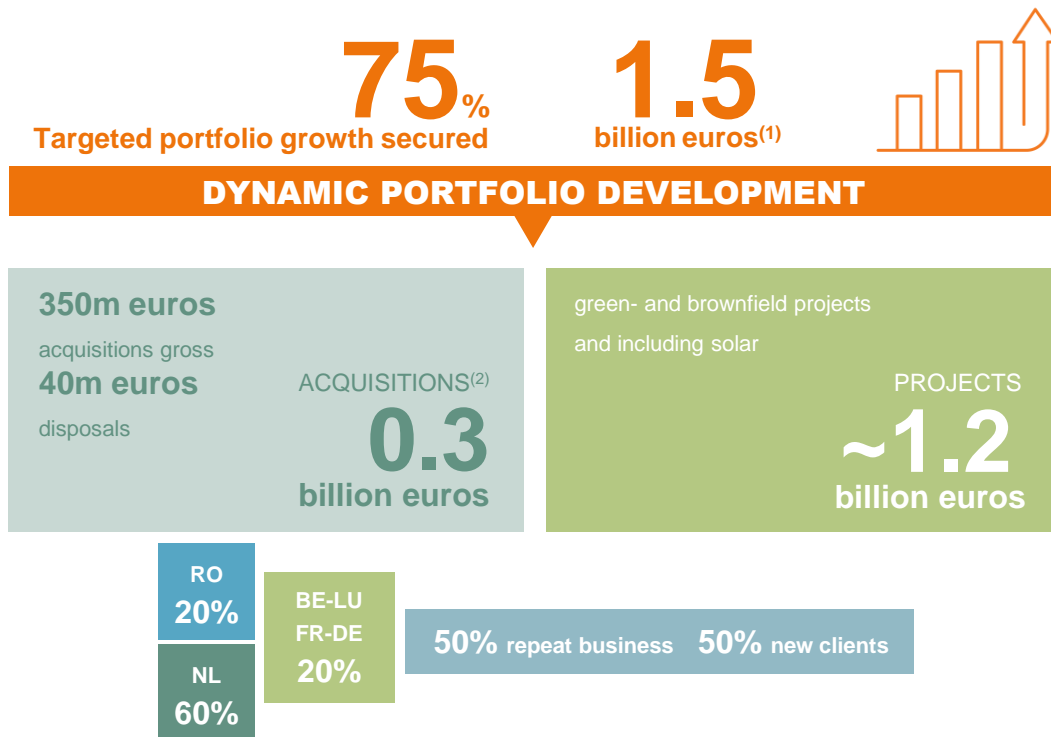 75%
Targeted portfolio growth secured
1.5
billion euros(1)
DYNAMIC PORTFOLIO DEVELOPMENT
350m euros
acquisitions gross
40m euros
disposals
ACQUISITIONS(2)
0.3
billion euros
green- and brownfield projects
and including solar
PROJECTS
~1.2
billion euros
RO
20%
NL
60%
BE-LU
FR-DE
20%
50% repeat business 50% new clients